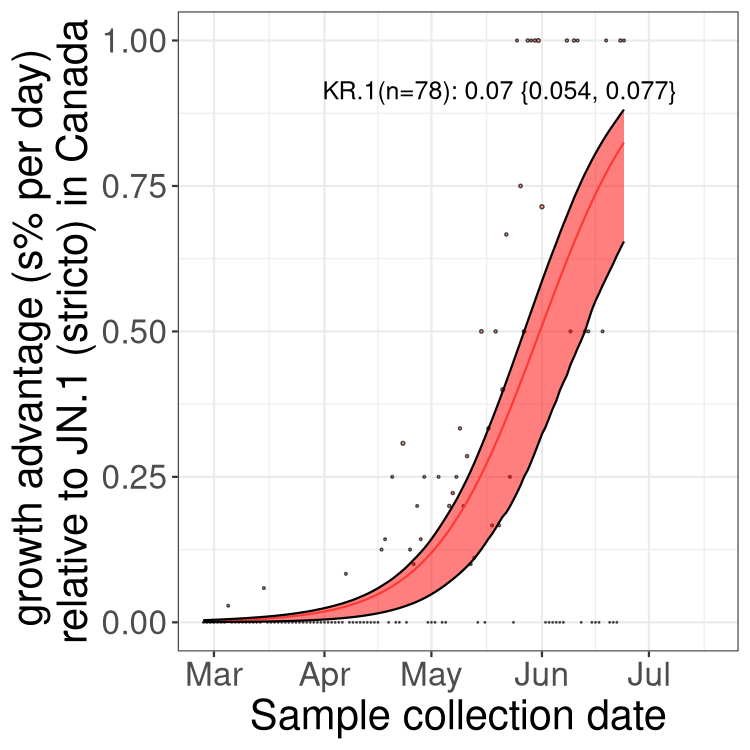 growth advantage (s% per day)
relative to JN.1 (stricto) in Canada
1.00
0.75
0.50
0.25
0.00
KR.1(n=78): 0.07 {0.054, 0.077}
Mar Apr May Jun Jul
Sample collection date